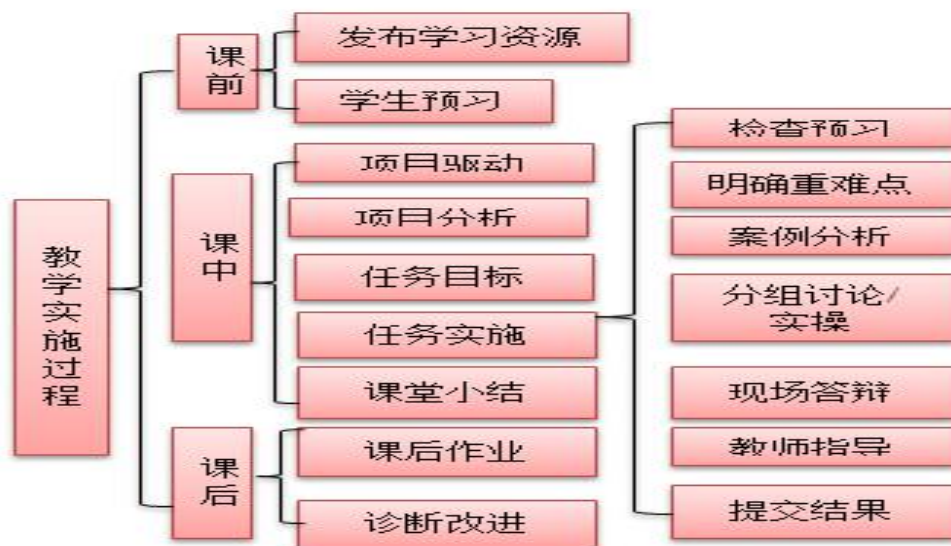 教学实施过程
课前
发布学习资源
学生预习
课中
项目驱动
项目分析
任务目标
任务实施
课堂小结
课后
课后作业
诊断改进
检查预习
明确重难点
案例分析
分组讨论/
实操
现场答辩
教师指导
提交结果